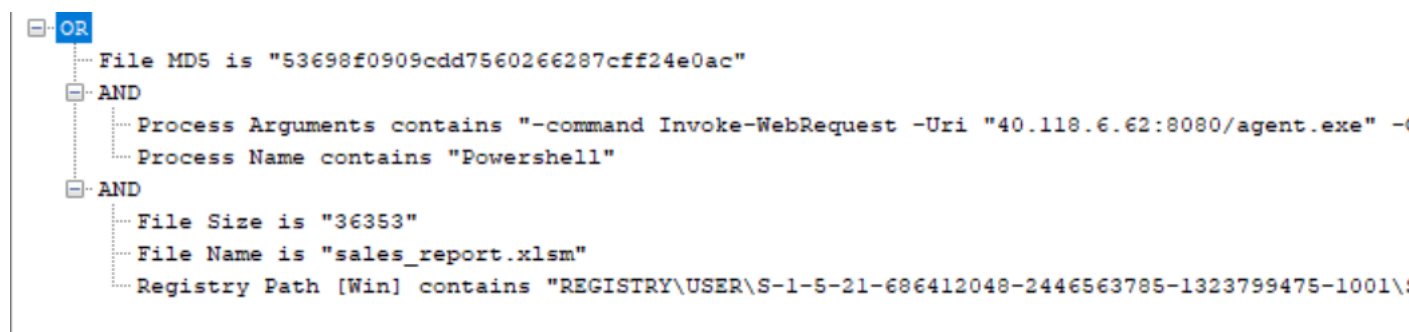 OR
File MD5 is "53698f0909cdd7560266287cff24e0ac"
AND
Process Arguments contains "-command Invoke-WebRequest -Uri "40.118.6.62:8080/agent.exe" -
Process Name contains "Powershell"
AND
File Size is "36353"
File Name is "sales_report.xlsm"
Registry Path [Win] contains "REGISTRY\USER\S-1-5-21-686412048-2446563785-1323799475-1001\